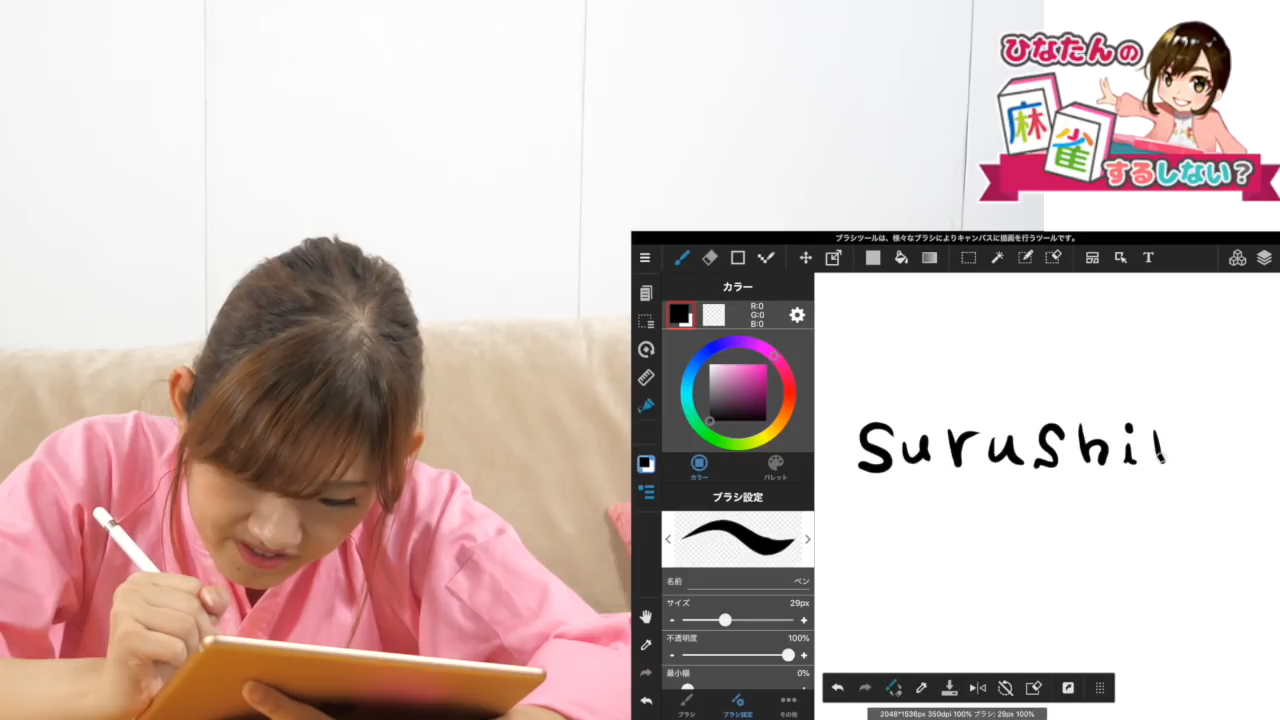 ひなたんの
麻雀
するしない？
ブラシツールは、様々なブラシによりキャンバスに描画を行うツールです。
T
カラー
R:0
G:0
B:0
カラー
パレット
ブラシ設定
名前 ペン
サイズ 29px
- +
不透明度 100%
- +
最小幅 0%
ブラシ
ブラシ設定
その他
surushi
2048*1536px 350dpi 100% ブラシ: 29px 100%